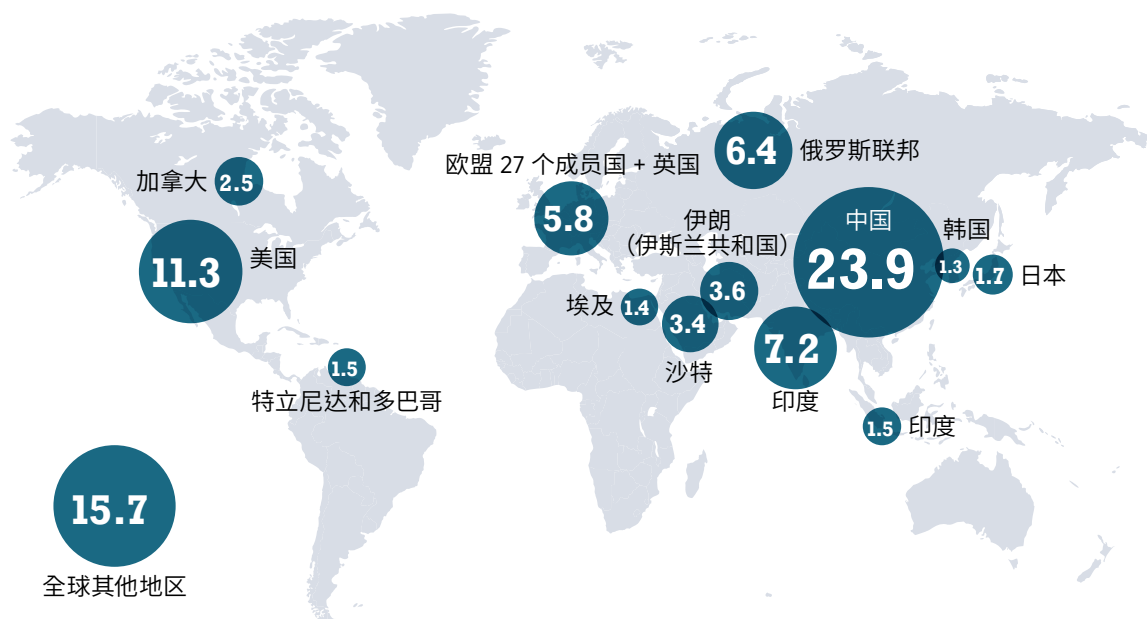 欧盟 27 个成员国 + 英国
6.4
俄罗斯联邦
加拿大
2.5
5.8
伊朗
（伊斯兰共和国）
中国
23.9
韩国
1.3
1.7
日本
美国
11.3
埃及
1.4
3.6
3.4
沙特
7.2
印度
1.5
特立尼达和多巴哥
1.5
印度
15.7
全球其他地区